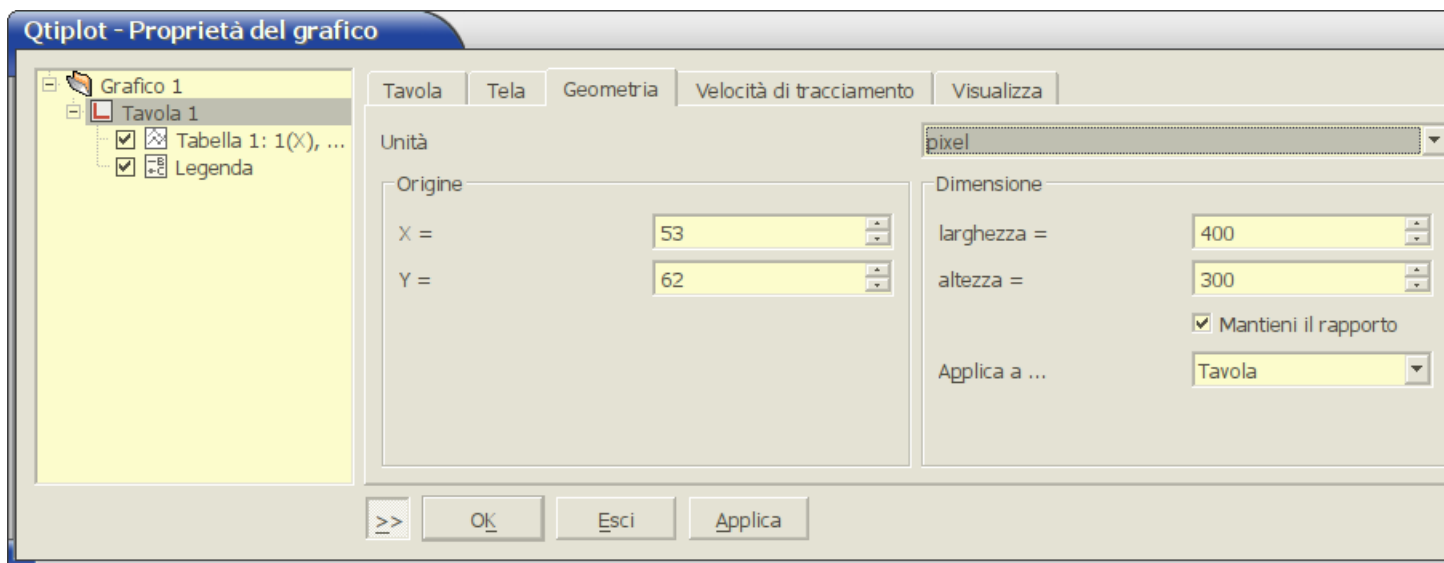 Qtiplot - Proprietà del grafico
Grafico 1
Tavola 1
Tabella 1: 1(X), ...
Legenda
Tavola
Tela
Geometria
Velocità di tracciamento
Visualizza
Unità
pixel
Origine
X =
53
Y =
62
Dimensione
larghezza =
400
altezza =
300
Mantieni il rapporto
Applica a ...
Tavola
>>
OK
Esci
Applica